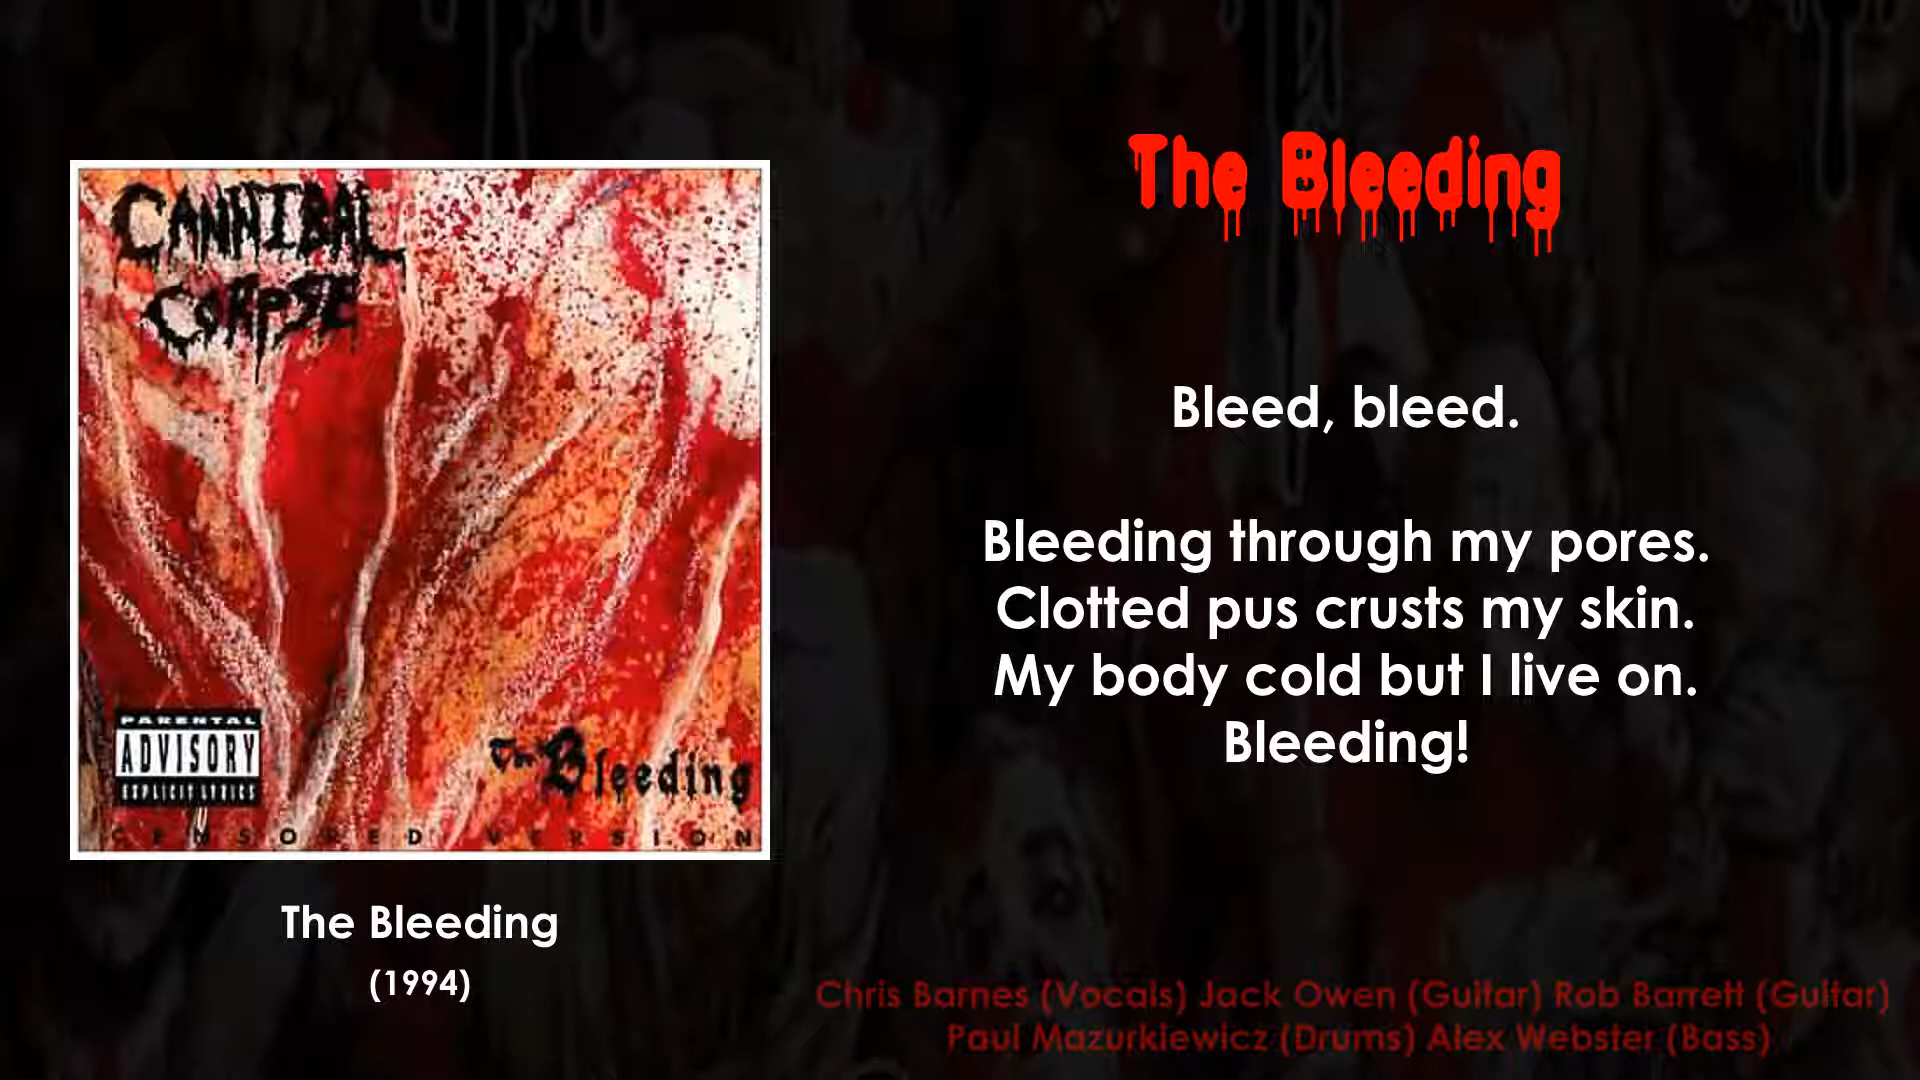 CANNIBAL
CORPSE
PARENTAL
ADVISORY
EXPLICIT LYRICS
The Bleeding
CENSORED VERSION
The Bleeding
(1994)
The Bleeding
Bleed, bleed.
Bleeding through my pores.
Clotted pus crusts my skin.
My body cold but I live on.
Bleeding!
Chris Barnes (Vocals) Jack Owen (Guitar) Rob Barrett (Guitar)
Paul Mazurkiewicz (Drums) Alex Webster (Bass)